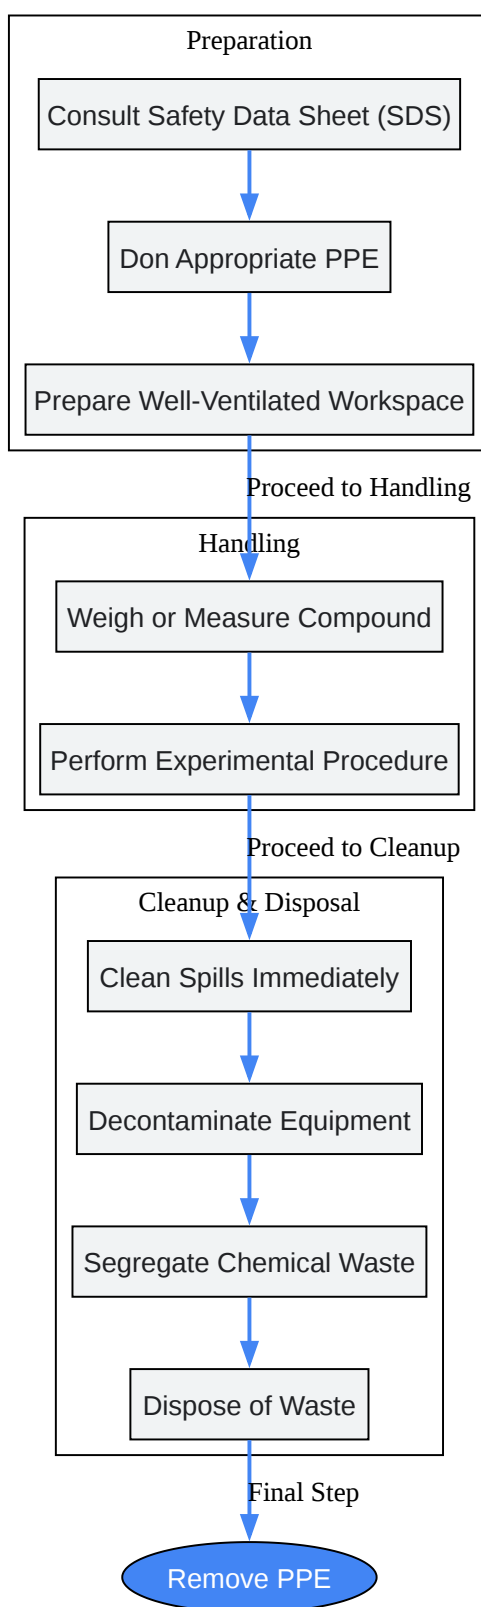 Preparation
Consult Safety Data Sheet (SDS)
Don Appropriate PPE
Prepare Well-Ventilated Workspace
Proceed to Handling
Handling
Weigh or Measure Compound
Perform Experimental Procedure
Proceed to Cleanup
Cleanup & Disposal
Clean Spills Immediately
Decontaminate Equipment
Segregate Chemical Waste
Dispose of Waste
Final Step
Remove PPE